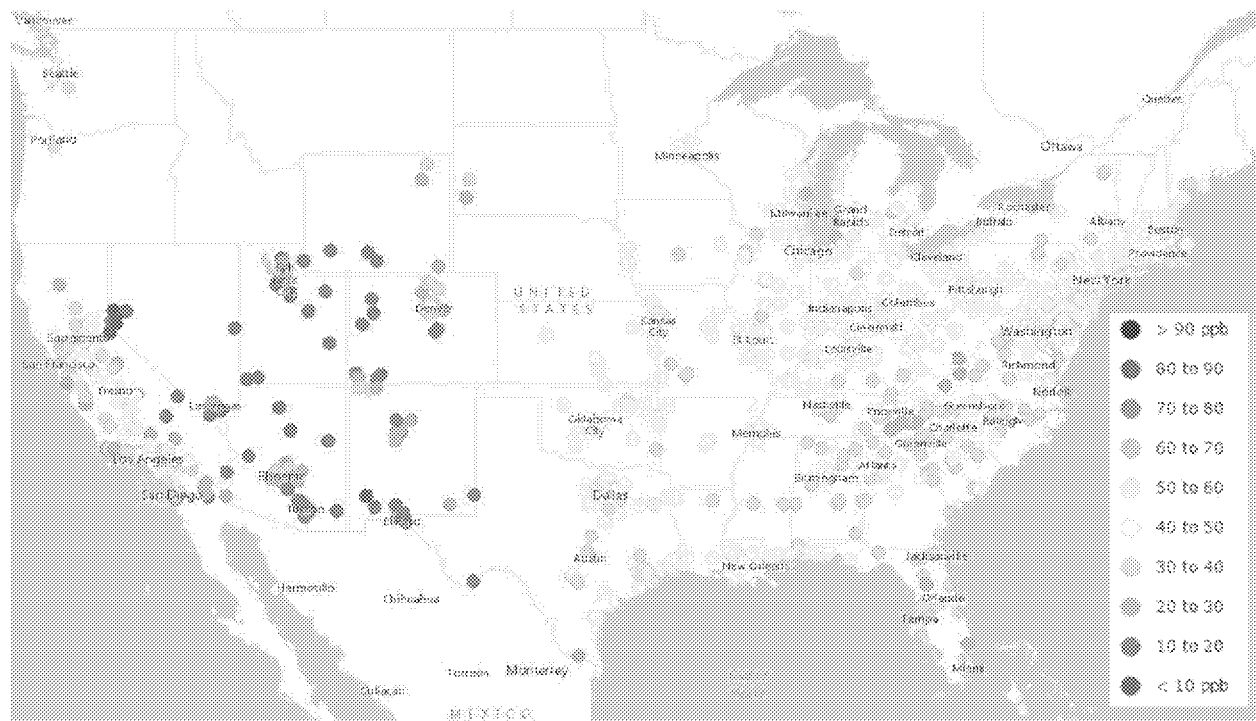 Vancouver
Seattle
Portland
Minneapolis
Ottawa
Milwaukee
Grand
Rapids
Rochester
Buffalo
Albany
Boston
Detroit
Providence
Chicago
Cleveland
New York
UNITED
STATES
Denver
Pittsburgh
Columbus
Indianapolis
Kansas
City
Cincinnati
Washington
St Louis
Louisville
Sacramento
San Francisco
Richmond
Fresno
Norfolk
Nashville
Knoxville
Greensboro
Raleigh
Charlotte
Oklahoma
City
Memphis
Greenville
Los Angeles
Atlanta
Birmingham
Phoenix
San Diego
Dallas
Tucson
El Paso
Austin
New Orleans
Jacksonville
Hermosillo
Chihuahua
Orlando
Tampa
Torreon
Monterrey
Miami
Culiacan
MEXICO
> 90 ppb
80 to 90
70 to 80
60 to 70
50 to 60
40 to 50
30 to 40
20 to 30
10 to 20
< 10 ppb